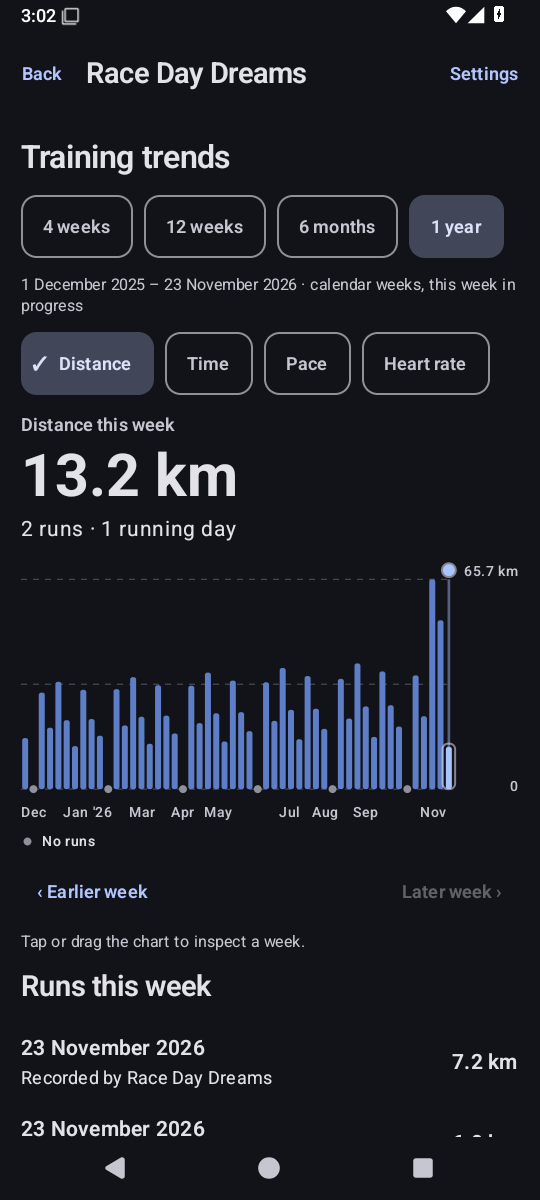 3:02
Back
Race Day Dreams
Settings
Training trends
4 weeks
12 weeks
6 months
1 year
1 December 2025 – 23 November 2026 · calendar weeks, this week in
progress
✓ Distance
Time
Pace
Heart rate
Distance this week
13.2 km
2 runs · 1 running day
65.7 km
0
Dec Jan '26 Mar Apr May Jul Aug Sep Nov
No runs
‹ Earlier week
Later week ›
Tap or drag the chart to inspect a week.
Runs this week
23 November 2026
7.2 km
Recorded by Race Day Dreams
23 November 2026